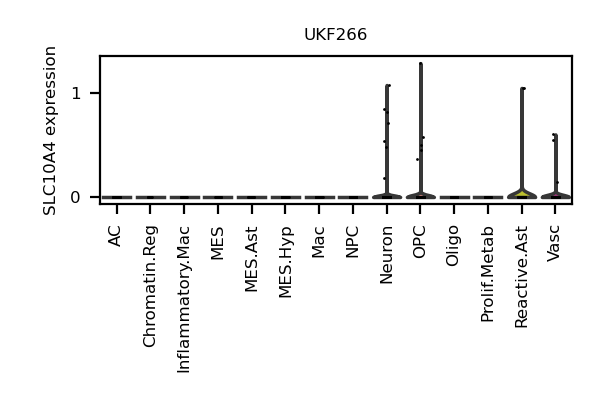 UKF266
SLC10A4 expression
1
0
AC
Chromatin.Reg
Inflammatory.Mac
MES
MES.Ast
MES.Hyp
Mac
NPC
Neuron
OPC
Oligo
Prolif.Metab
Reactive.Ast
Vasc